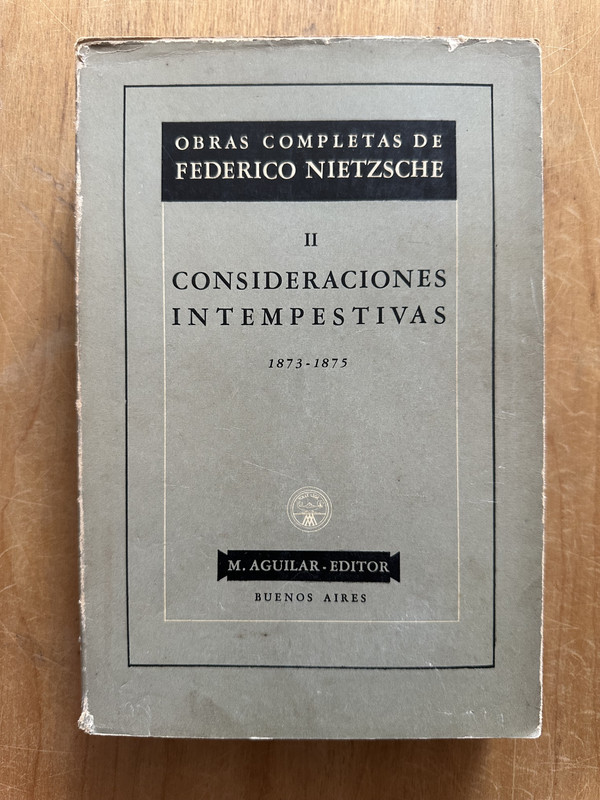 OBRAS COMPLETAS DE
FEDERICO NIETZSCHE
II
CONSIDERACIONES
INTEMPESTIVAS
1873-1875
M. AGUILAR - EDITOR
BUENOS AIRES